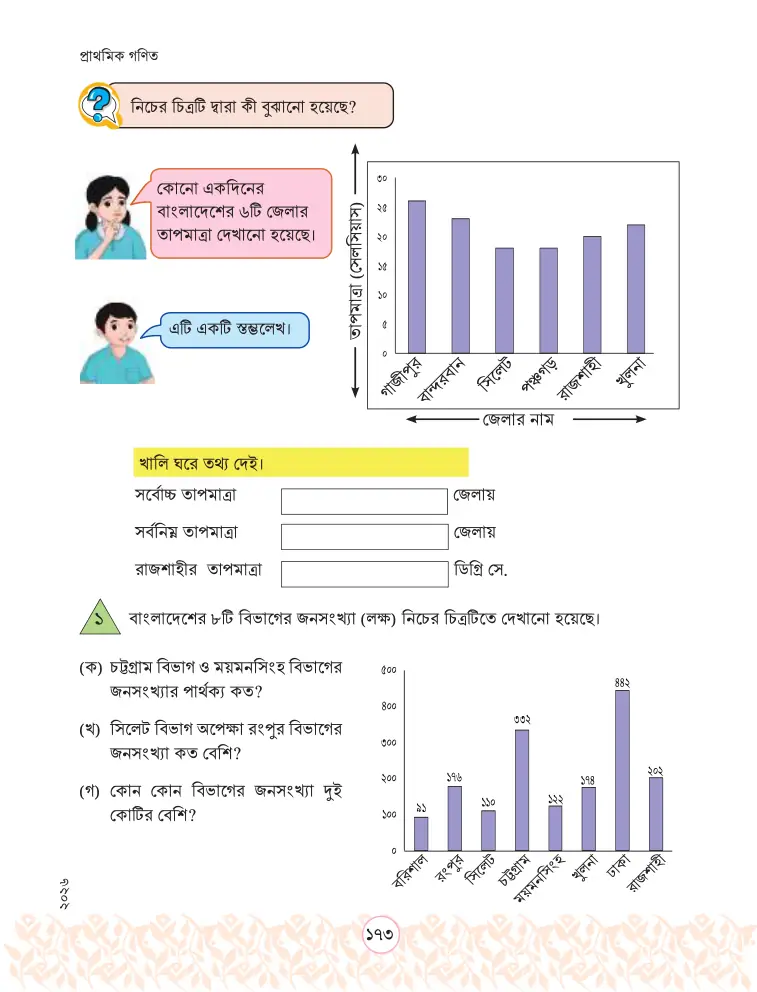 প্রাথমিক গণিত
নিচের চিত্রটি দ্বারা কী বুঝানো হয়েছে?
কোনো একদিনের
বাংলাদেশের ৬টি জেলার
তাপমাত্রা দেখানো হয়েছে।
এটি একটি স্তম্ভলেখ।
তাপমাত্রা (সেলসিয়াস)
৩০
২৫
২০
১৫
১০
৫
০
গাজীপুর
বান্দরবান
সিলেট
পঞ্চগড়
রাজশাহী
খুলনা
জেলার নাম
খালি ঘরে তথ্য দেই।
সর্বোচ্চ তাপমাত্রা জেলায়
সর্বনিম্ন তাপমাত্রা জেলায়
রাজশাহীর তাপমাত্রা ডিগ্রি সে.
১ বাংলাদেশের ৮টি বিভাগের জনসংখ্যা (লক্ষ) নিচের চিত্রটিতে দেখানো হয়েছে।
(ক) চট্টগ্রাম বিভাগ ও ময়মনসিংহ বিভাগের
জনসংখ্যার পার্থক্য কত?
(খ) সিলেট বিভাগ অপেক্ষা রংপুর বিভাগের
জনসংখ্যা কত বেশি?
(গ) কোন কোন বিভাগের জনসংখ্যা দুই
কোটির বেশি?
৫০০
৪০০
৩০০
২০০
১০০
০
৯১
১৭৬
১১০
৩৩২
১২২
১৭৪
৪৪২
২০২
বরিশাল
রংপুর
সিলেট
চট্টগ্রাম
ময়মনসিংহ
খুলনা
ঢাকা
রাজশাহী
২০২৬
১৭৩